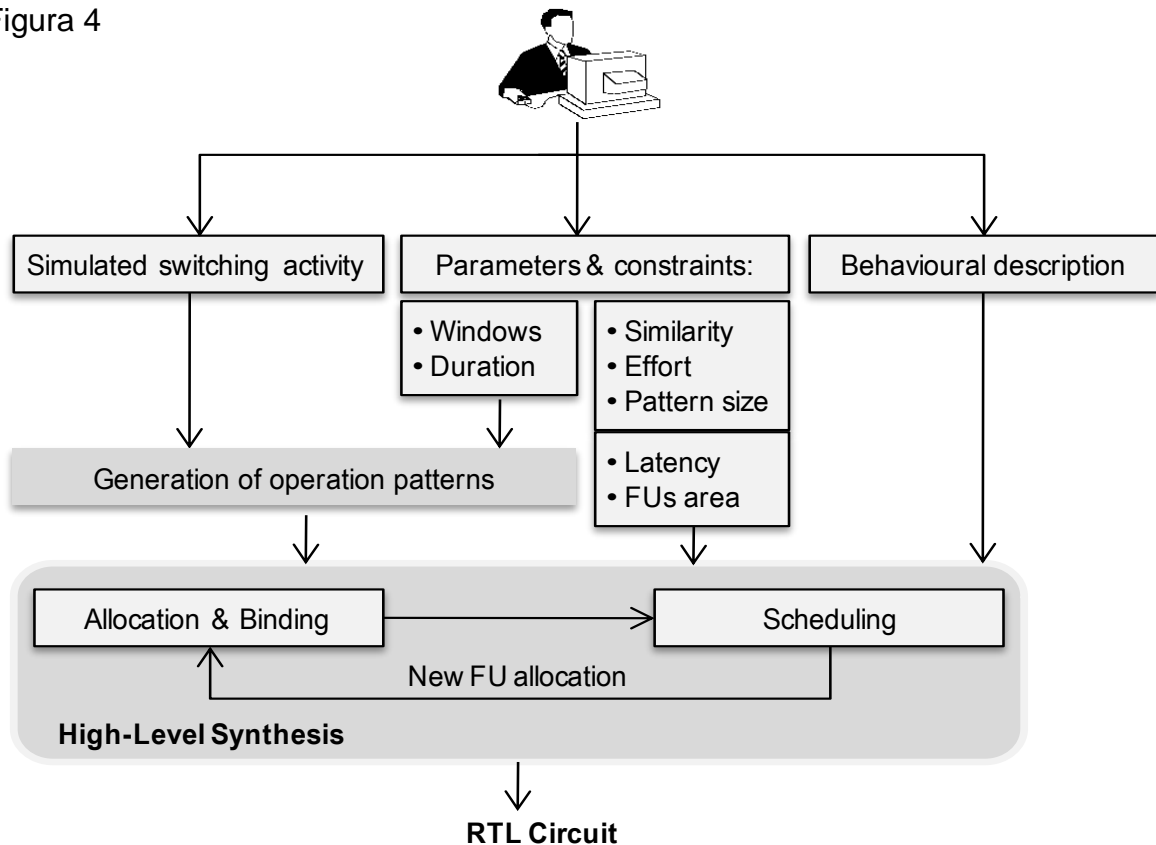 Figura 4
Simulated switching activity
Parameters & constraints:
Behavioural description
• Windows
• Duration
• Similarity
• Effort
• Pattern size
• Latency
• FUs area
Generation of operation patterns
Allocation & Binding
Scheduling
New FU allocation
High-Level Synthesis
RTL Circuit